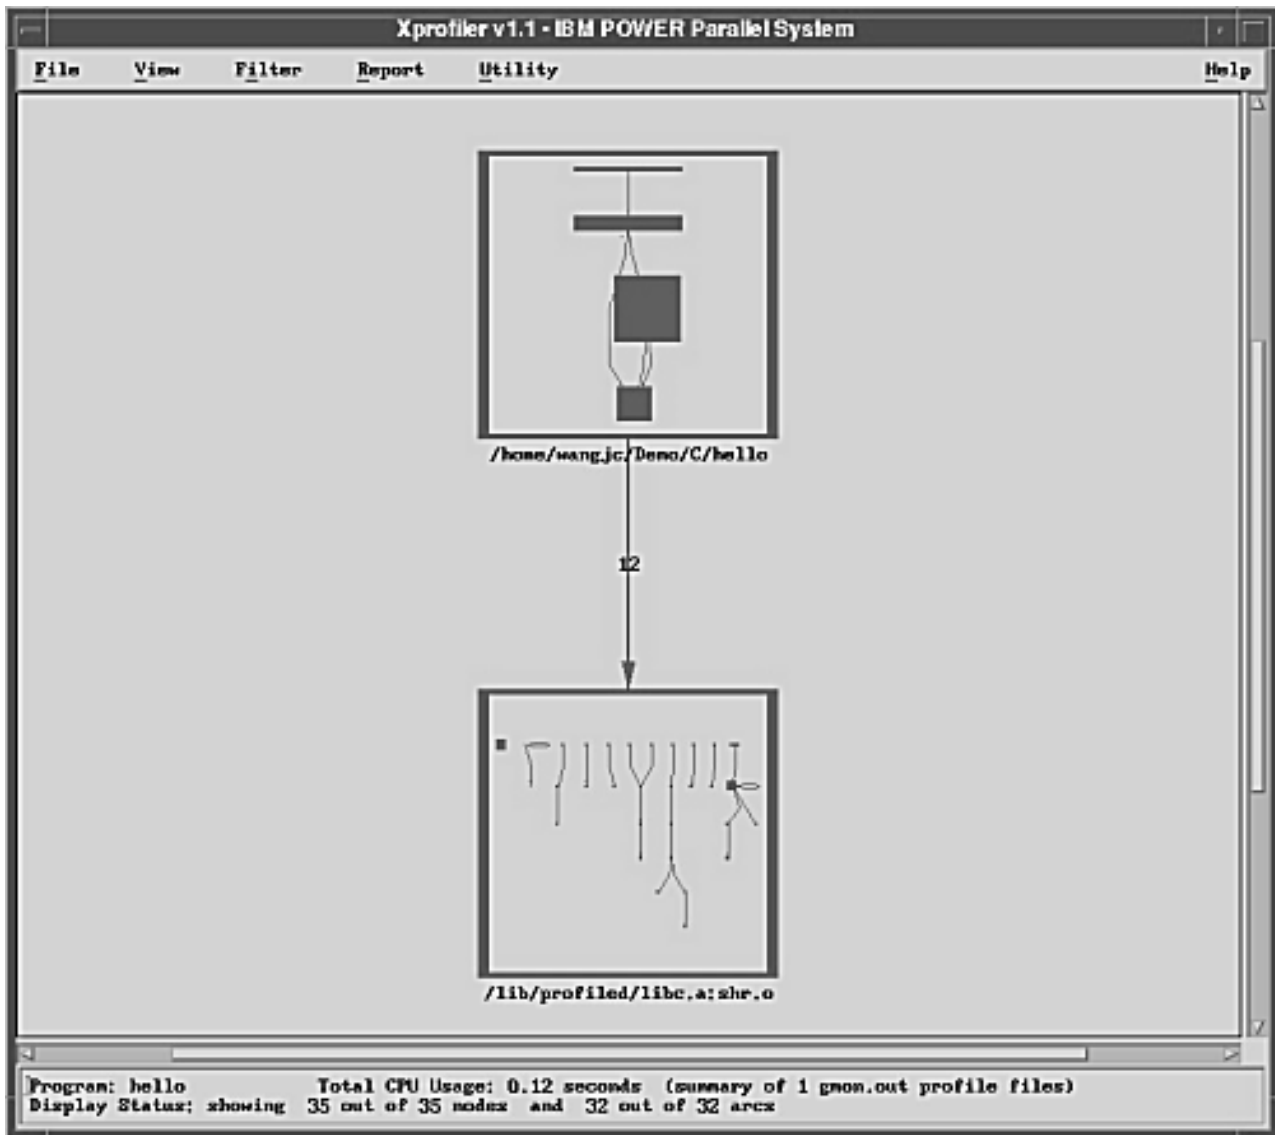 Xprofiler v1.1 - IBM POWER Parallel System
File View Filter Report Utility Help
/home/wangjc/Demo/C/hello
12
/lib/profiled/libc.a:shr.o
Program: hello Total CPU Usage: 0.12 seconds (summary of 1 gmon.out profile files)
Display Status: showing 35 out of 35 nodes and 32 out of 32 arcs